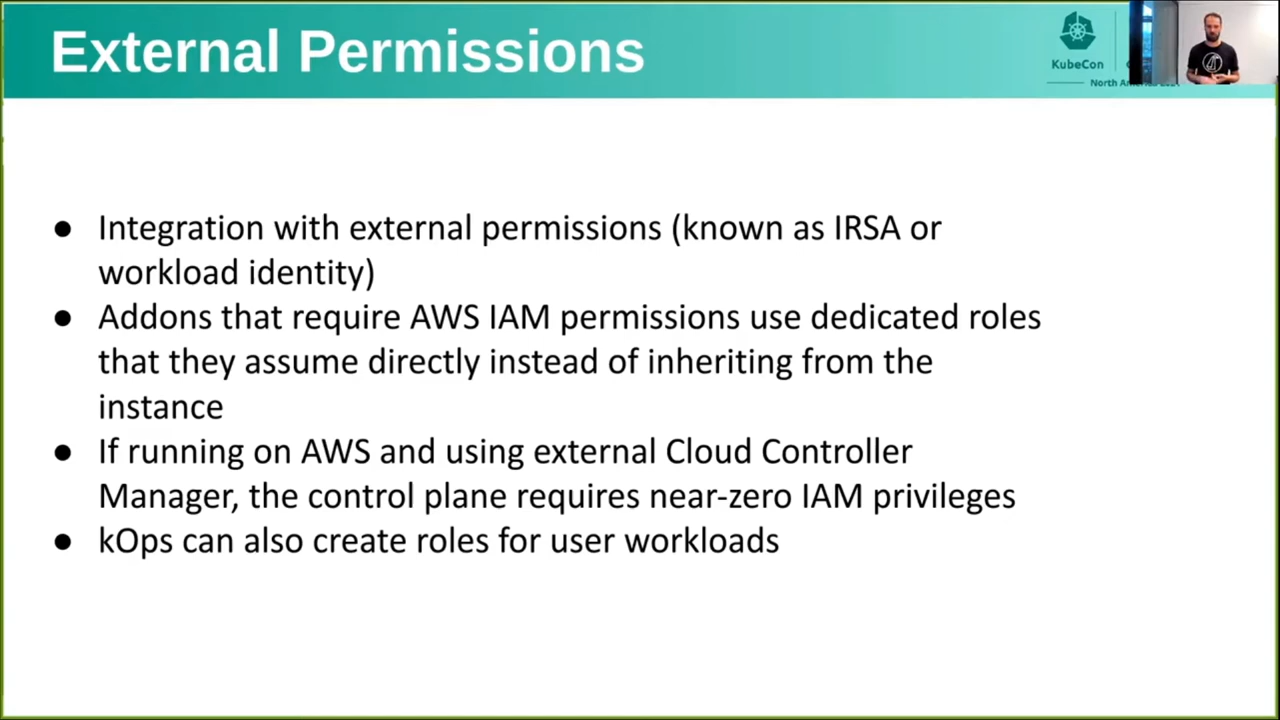 External Permissions
KubeCon
North
● Integration with external permissions (known as IRSA or
workload identity)
● Addons that require AWS IAM permissions use dedicated roles
that they assume directly instead of inheriting from the
instance
● If running on AWS and using external Cloud Controller
Manager, the control plane requires near-zero IAM privileges
● kOps can also create roles for user workloads